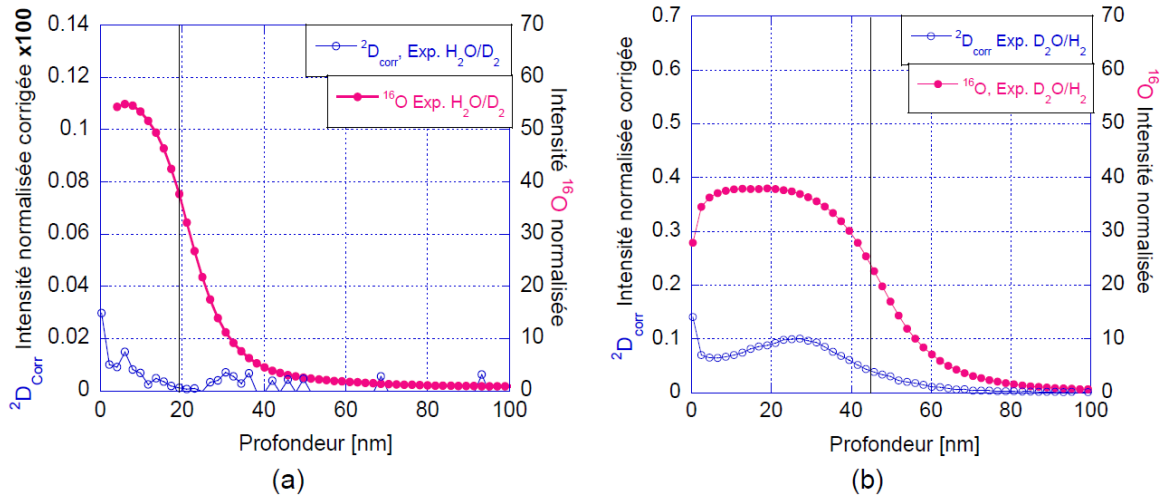 ²D_Corr Intensité normalisée corrigée x100
0.14
0.12
0.1
0.08
0.06
0.04
0.02
0
²D_corr, Exp. H₂O/D₂
¹⁶O Exp. H₂O/D₂
70
60
50
40
30
20
10
0
Intensité ¹⁶O normalisée
0 20 40 60 80 100
Profondeur [nm]
(a)
²D_corr Intensité normalisée corrigée
0.7
0.6
0.5
0.4
0.3
0.2
0.1
0
²D_corr Exp. D₂O/H₂
¹⁶O, Exp. D₂O/H₂
70
60
50
40
30
20
10
0
¹⁶O Intensité normalisée
0 20 40 60 80 100
Profondeur [nm]
(b)